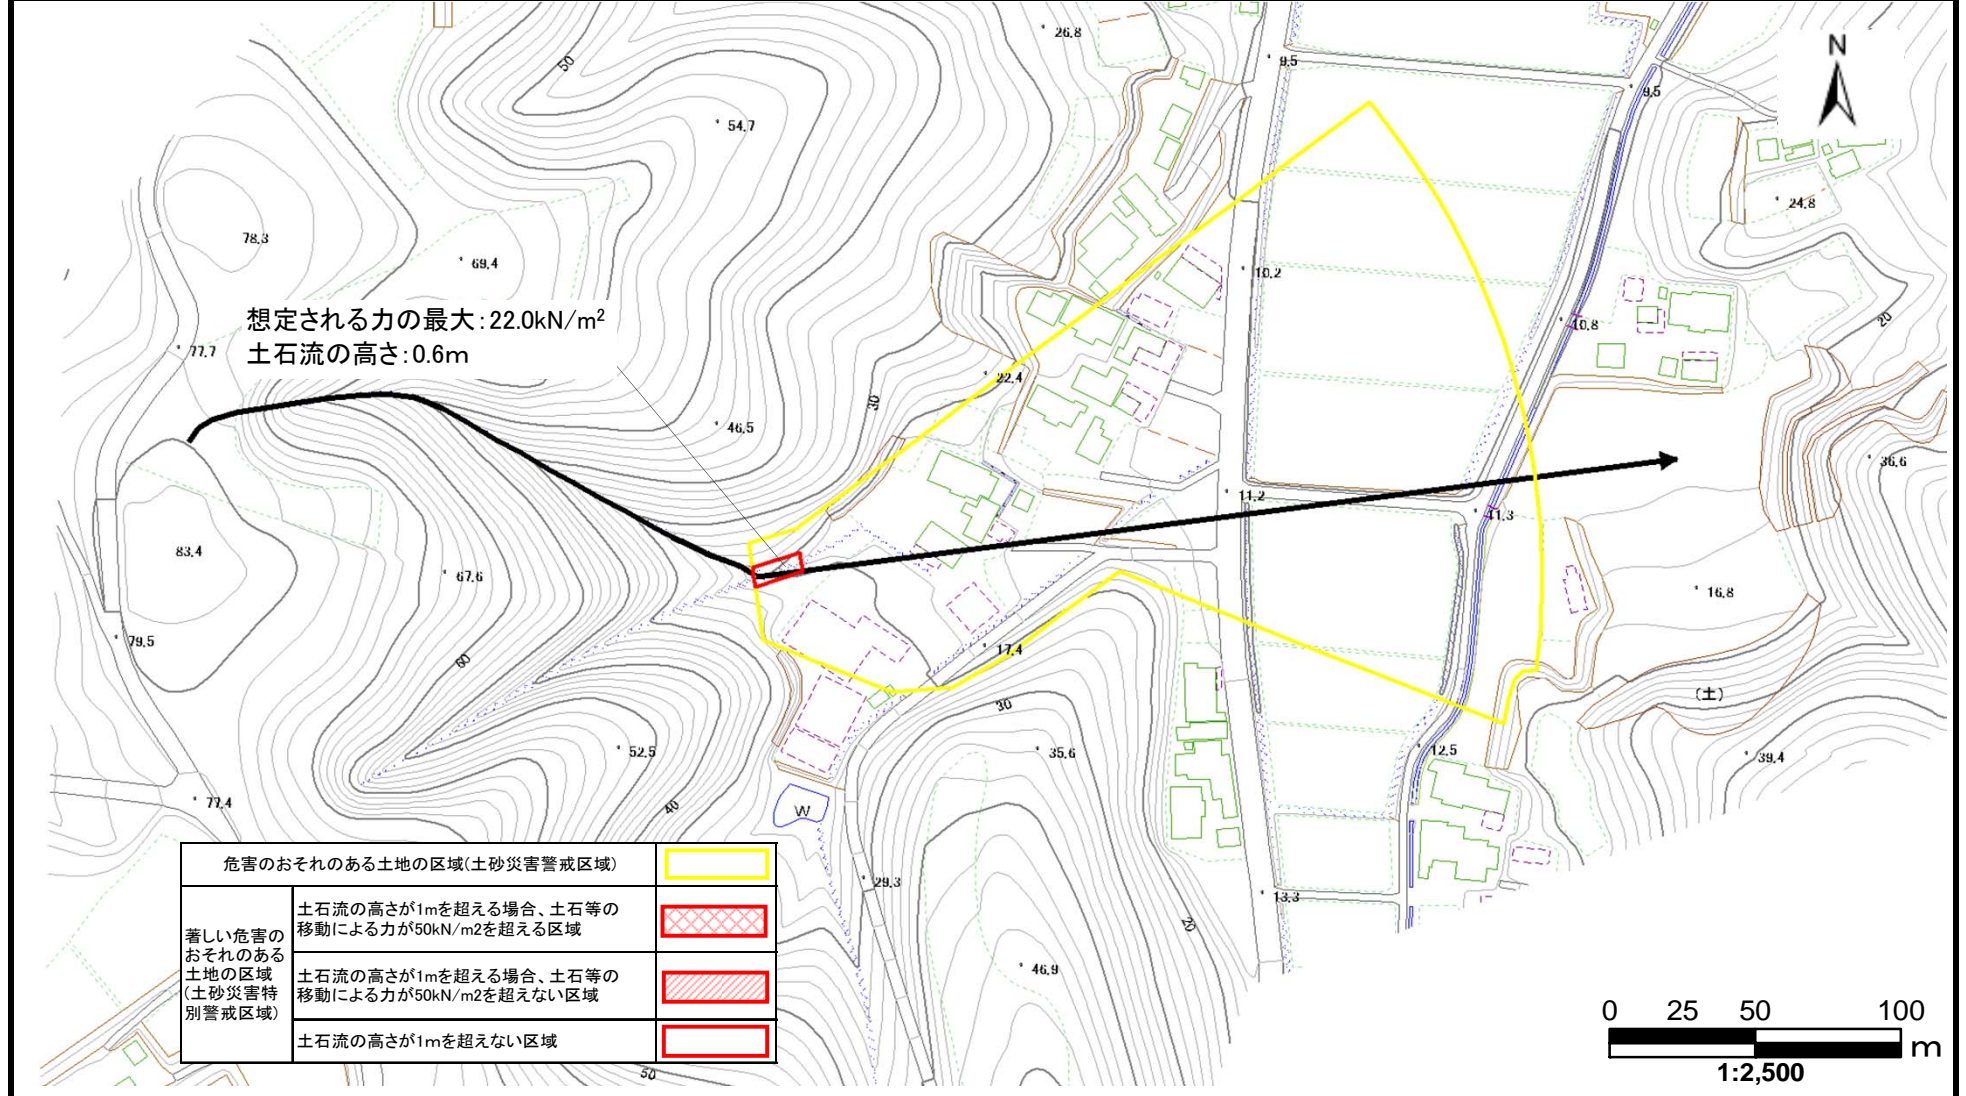 50
26.8
9.5
N
9.5
54.7
24.8
78.3
69.4
10.2
想定される力の最大:22.0kN/m²
土石流の高さ:0.6m
10.8
20
77.7
22.4
30
46.5
36.6
11.2
11.3
83.4
67.6
16.8
79.5
60
17.4
30
(土)
52.5
35.6
12.5
39.4
77.4
40
W
危害のおそれのある土地の区域(土砂災害警戒区域)
29.3
13.3
20
著しい危害の
おそれのある
土地の区域
(土砂災害特
別警戒区域)
土石流の高さが1mを超える場合、土石等の
移動による力が50kN/m2を超える区域
土石流の高さが1mを超える場合、土石等の
移動による力が50kN/m2を超えない区域
土石流の高さが1mを超えない区域
46.9
50
0 25 50 100
m
1:2,500